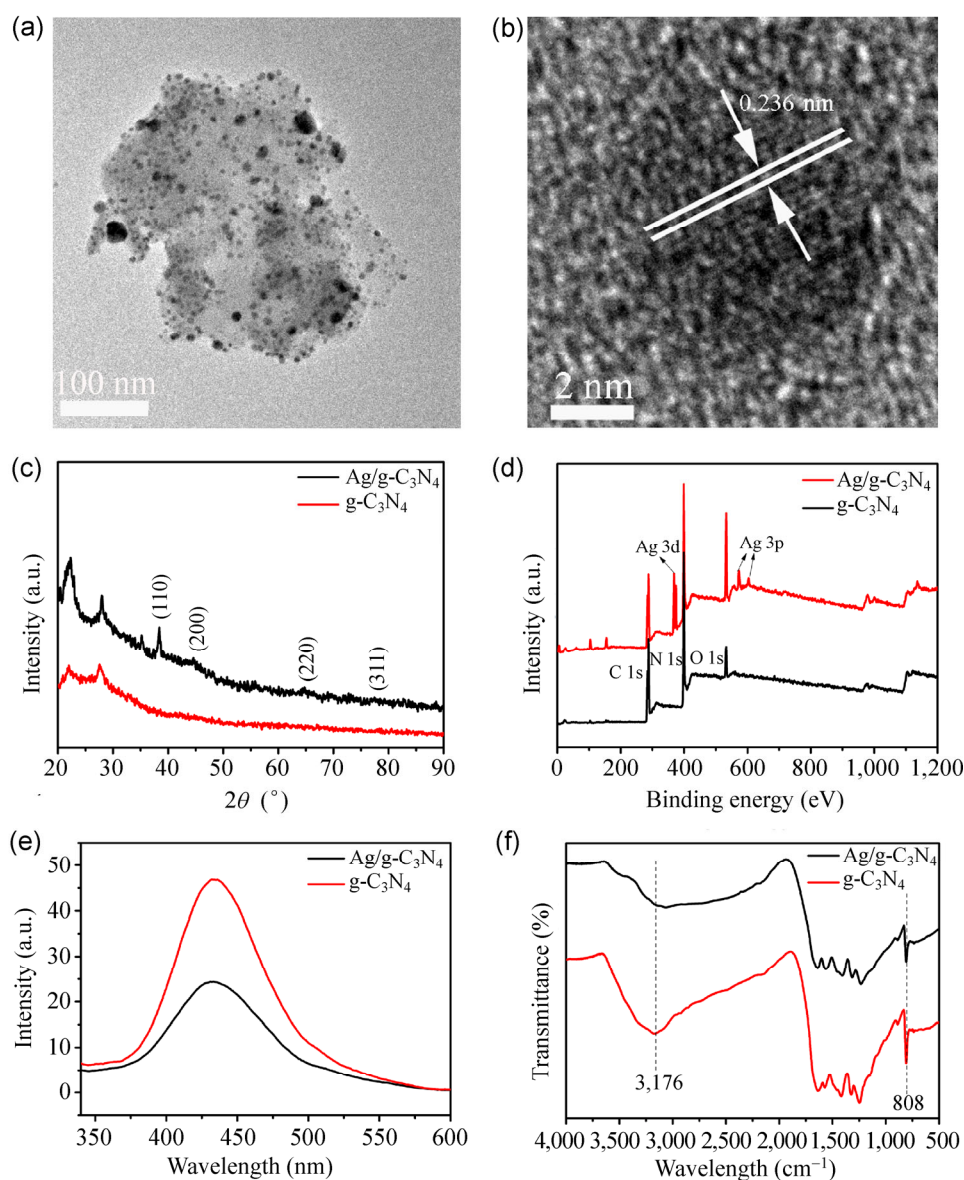 (a)
100 nm
(b)
0.236 nm
2 nm
(c)
Ag/g-C₃N₄
g-C₃N₄
(110)
(200)
(220)
(311)
Intensity (a.u.)
20 30 40 50 60 70 80 90
2θ (°)
(d)
Ag/g-C₃N₄
g-C₃N₄
Ag 3d
Ag 3p
C 1s
N 1s
O 1s
Intensity (a.u.)
0 200 400 600 800 1,000 1,200
Binding energy (eV)
(e)
Ag/g-C₃N₄
g-C₃N₄
50
40
30
20
10
0
Intensity (a.u.)
350 400 450 500 550 600
Wavelength (nm)
(f)
Ag/g-C₃N₄
g-C₃N₄
3,176
808
Transmittance (%)
4,000 3,500 3,000 2,500 2,000 1,500 1,000 500
Wavelength (cm⁻¹)